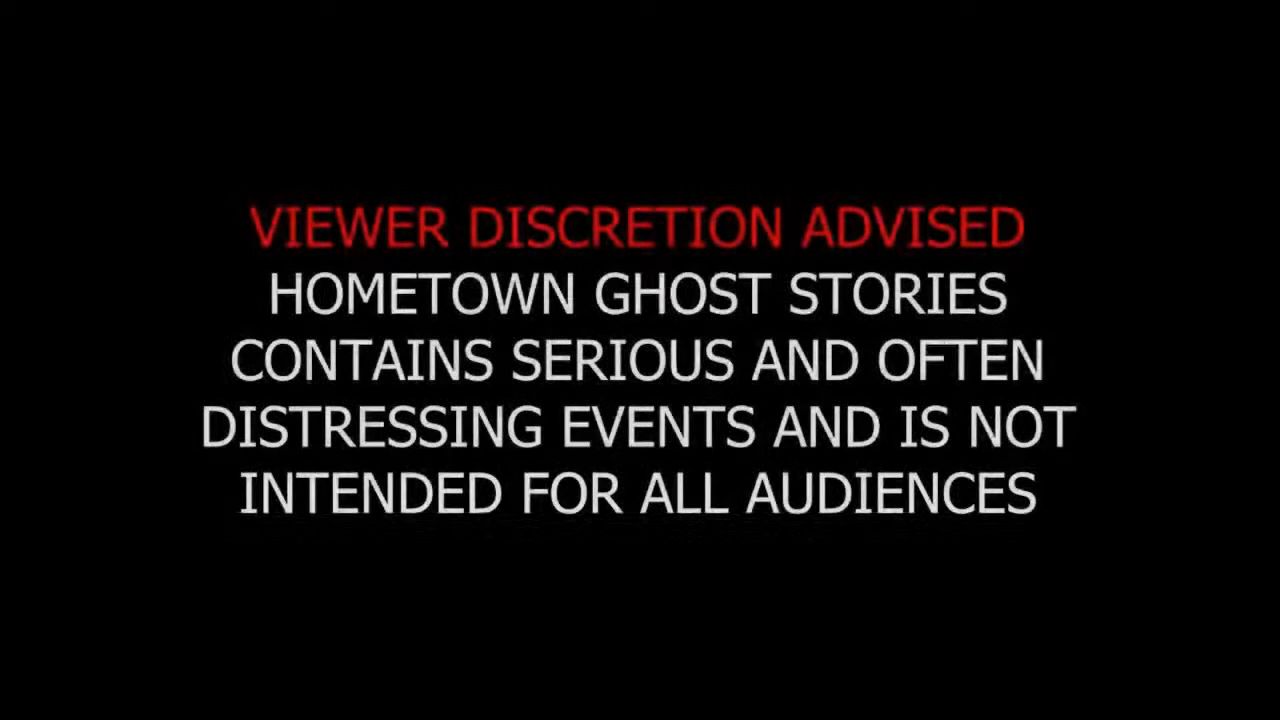 VIEWER DISCRETION ADVISED
HOMETOWN GHOST STORIES
CONTAINS SERIOUS AND OFTEN
DISTRESSING EVENTS AND IS NOT
INTENDED FOR ALL AUDIENCES